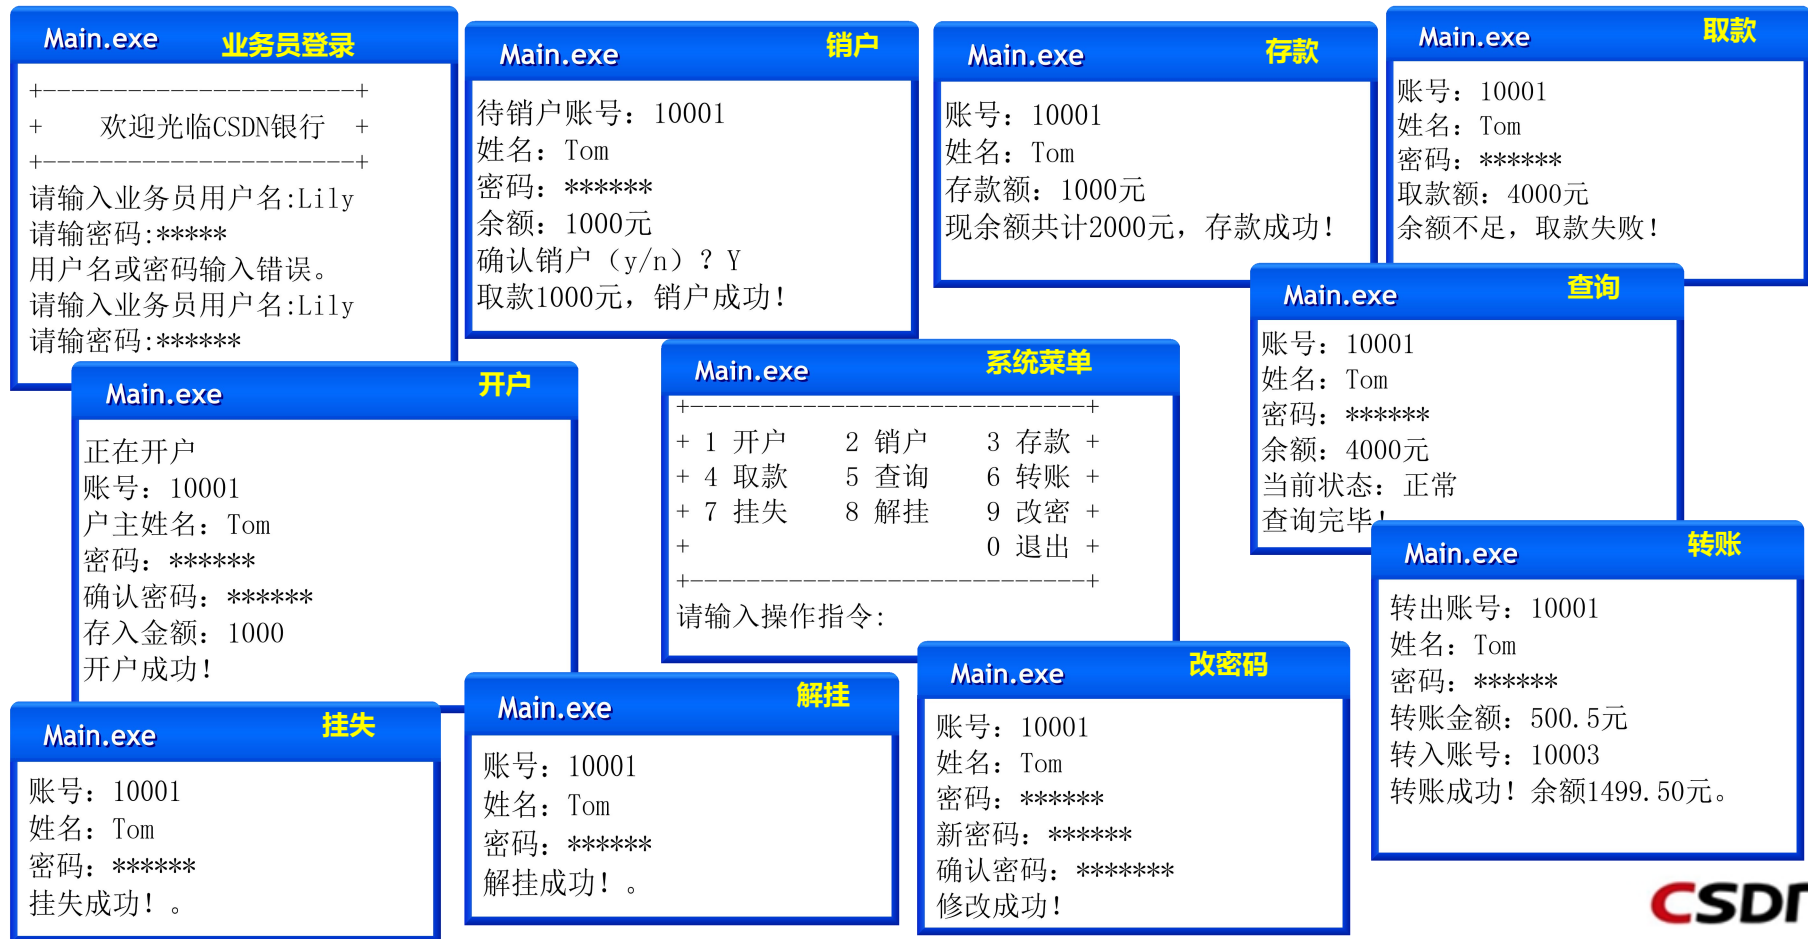 Main.exe 业务员登录
+----------------------+
+ 欢迎光临CSDN银行 +
+----------------------+
请输入业务员用户名:Lily
请输密码:*****
用户名或密码输入错误。
请输入业务员用户名:Lily
请输密码:******
Main.exe 销户
待销户账号：10001
姓名：Tom
密码：******
余额：1000元
确认销户（y/n）？Y
取款1000元，销户成功！
Main.exe 存款
账号：10001
姓名：Tom
存款额：1000元
现余额共计2000元，存款成功！
Main.exe 取款
账号：10001
姓名：Tom
密码：******
取款额：4000元
余额不足，取款失败！
Main.exe 开户
正在开户
账号：10001
户主姓名：Tom
密码：******
确认密码：******
存入金额：1000
开户成功！
Main.exe 系统菜单
+----------------------------+
+ 1 开户 2 销户 3 存款 +
+ 4 取款 5 查询 6 转账 +
+ 7 挂失 8 解挂 9 改密 +
+ 0 退出 +
+----------------------------+
请输入操作指令:
Main.exe 查询
账号：10001
姓名：Tom
密码：******
余额：4000元
当前状态：正常
查询完毕！
Main.exe 挂失
账号：10001
姓名：Tom
密码：******
挂失成功！。
Main.exe 解挂
账号：10001
姓名：Tom
密码：******
解挂成功！。
Main.exe 改密码
账号：10001
姓名：Tom
密码：******
新密码：******
确认密码：*******
修改成功！
Main.exe 转账
转出账号：10001
姓名：Tom
密码：******
转账金额：500.5元
转入账号：10003
转账成功！余额1499.50元。
CSDN